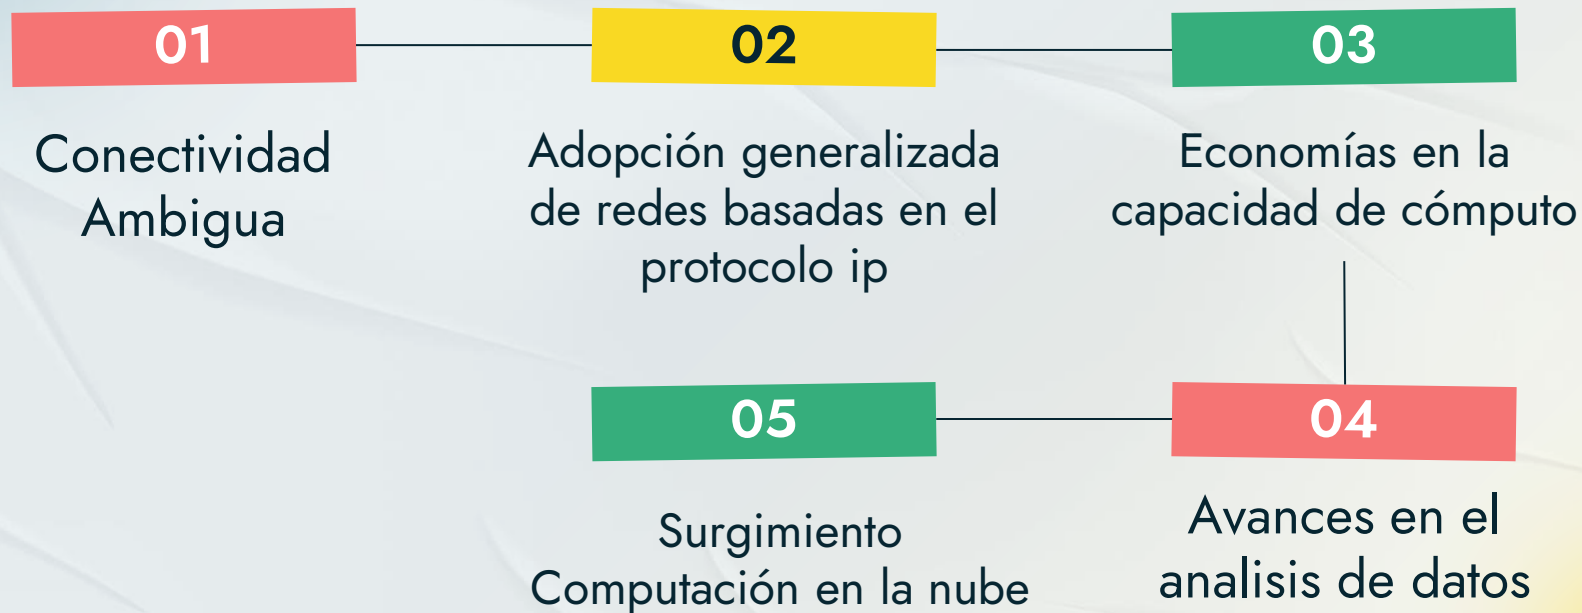 01
Conectividad
Ambigua
02
Adopción generalizada
de redes basadas en el
protocolo ip
03
Economías en la
capacidad de cómputo
04
Avances en el
analisis de datos
05
Surgimiento
Computación en la nube